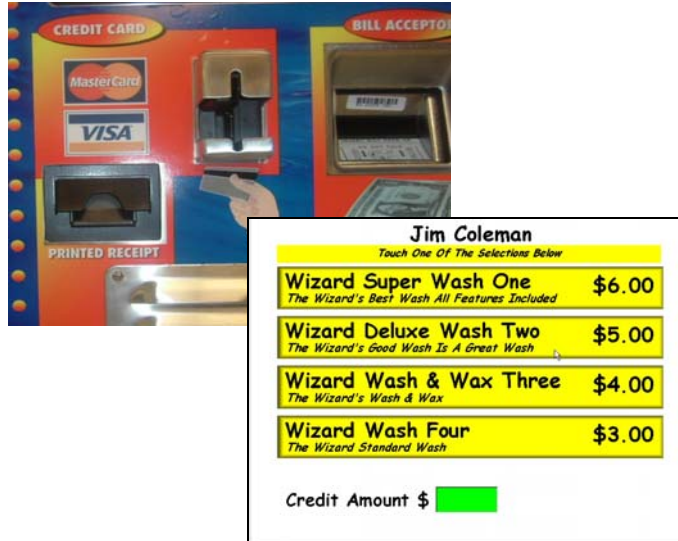 CREDIT CARD
BILL ACCEPTO
MasterCard
VISA
PRINTED RECEIPT
Jim Coleman
Touch One Of The Selections Below
Wizard Super Wash One $6.00
The Wizard's Best Wash All Features Included
Wizard Deluxe Wash Two $5.00
The Wizard's Good Wash Is A Great Wash
Wizard Wash & Wax Three $4.00
The Wizard's Wash & Wax
Wizard Wash Four $3.00
The Wizard Standard Wash
Credit Amount $